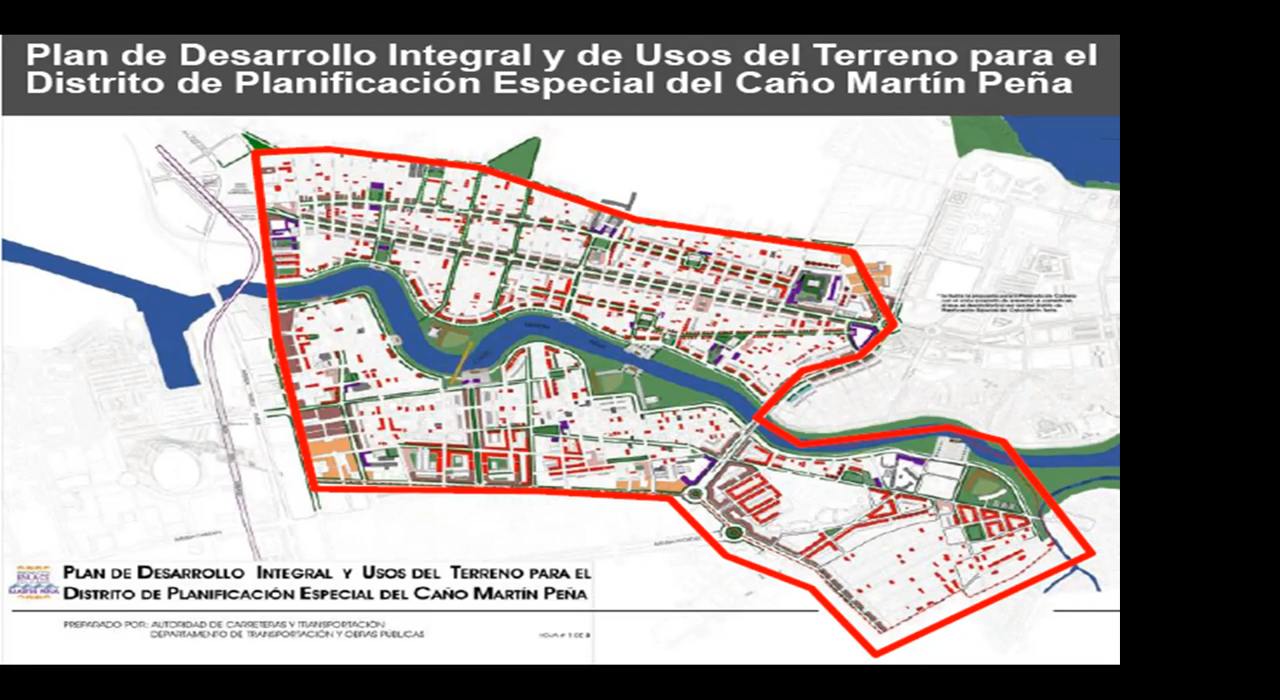 Plan de Desarrollo Integral y de Usos del Terreno para el
Distrito de Planificación Especial del Caño Martín Peña
PLAN DE DESARROLLO INTEGRAL Y USOS DEL TERRENO PARA EL
DISTRITO DE PLANIFICACIÓN ESPECIAL DEL CAÑO MARTÍN PEÑA
ENLACE
PREPARADO POR: AUTORIDAD DE CARRETERAS Y TRANSPORTACIÓN
DEPARTAMENTO DE TRANSPORTACIÓN Y OBRAS PÚBLICAS